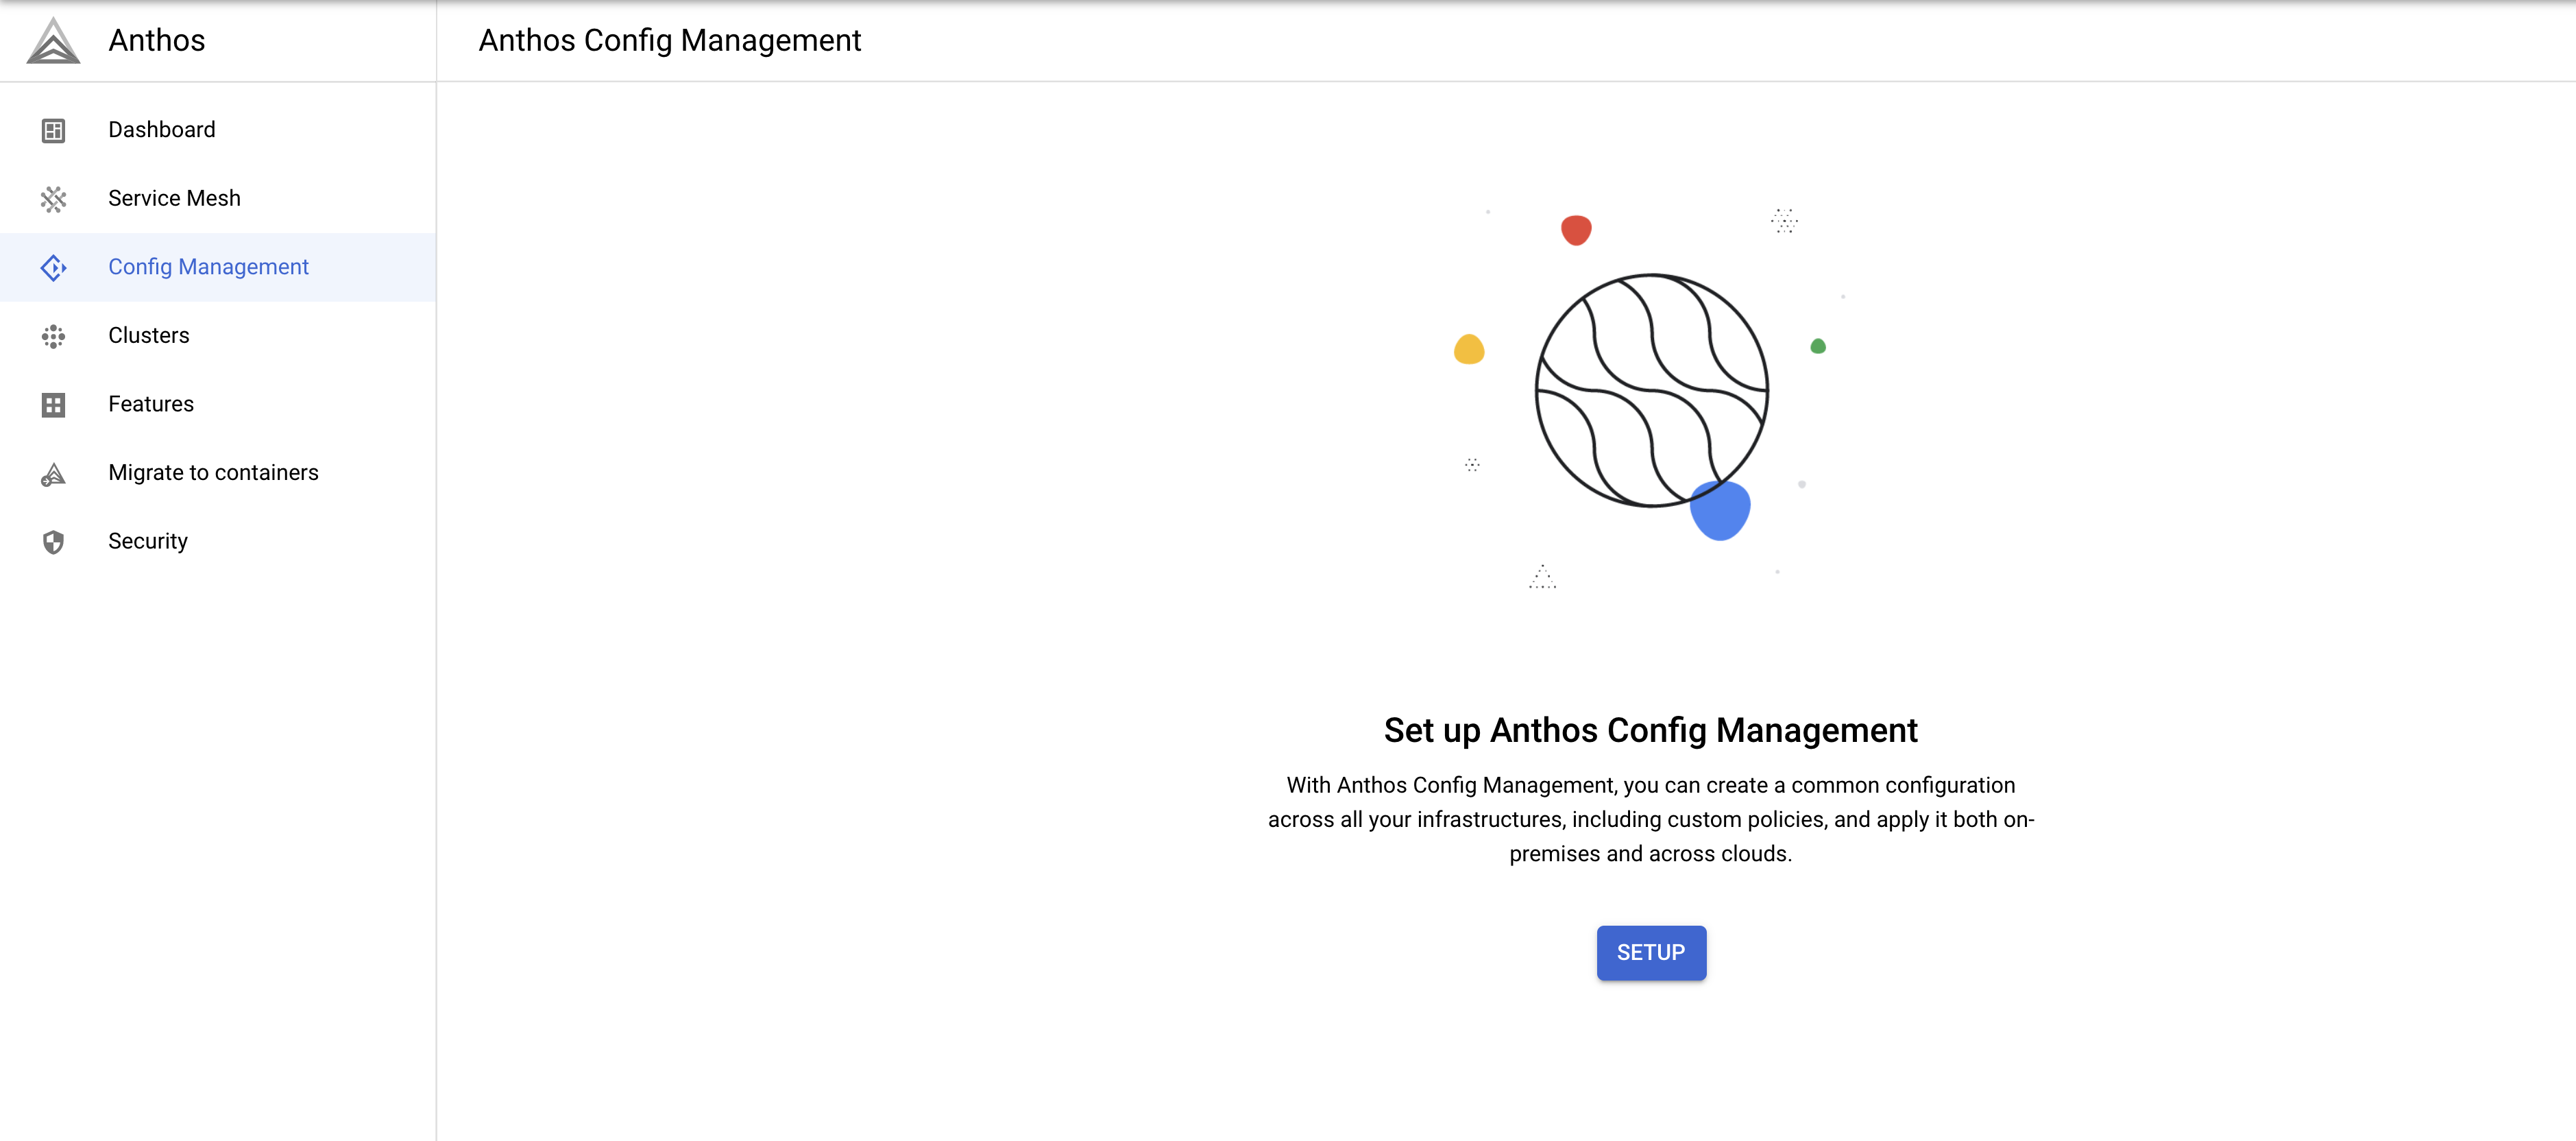 Anthos
Anthos Config Management
Dashboard
Service Mesh
Config Management
Clusters
Features
Migrate to containers
Security
Set up Anthos Config Management
With Anthos Config Management, you can create a common configuration
across all your infrastructures, including custom policies, and apply it both on-
premises and across clouds.
SETUP